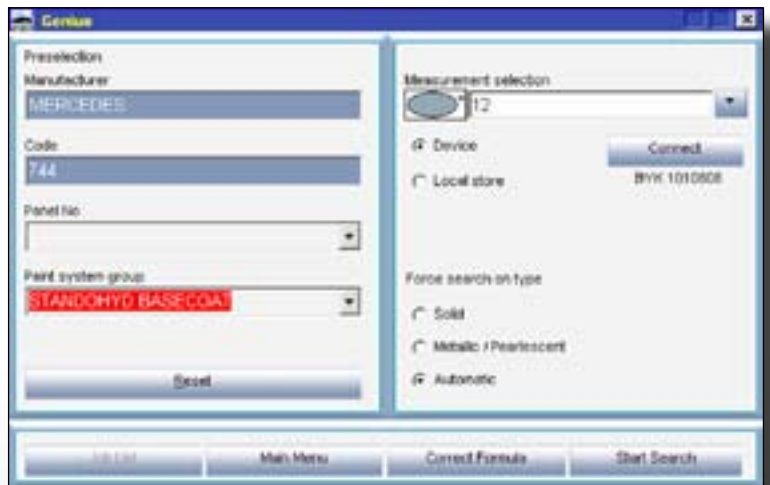 Genius
Preselection
Manufacturer
MERCEDES
Code
744
Panel No
Paint system group
STANDOHYD BASECOAT
Reset
Measurement selection
12
Device
Connect
Local store
BYK 1010808
Force search on type
Solid
Metallic / Pearlescent
Automatic
Main Menu
Correct Formula
Start Search